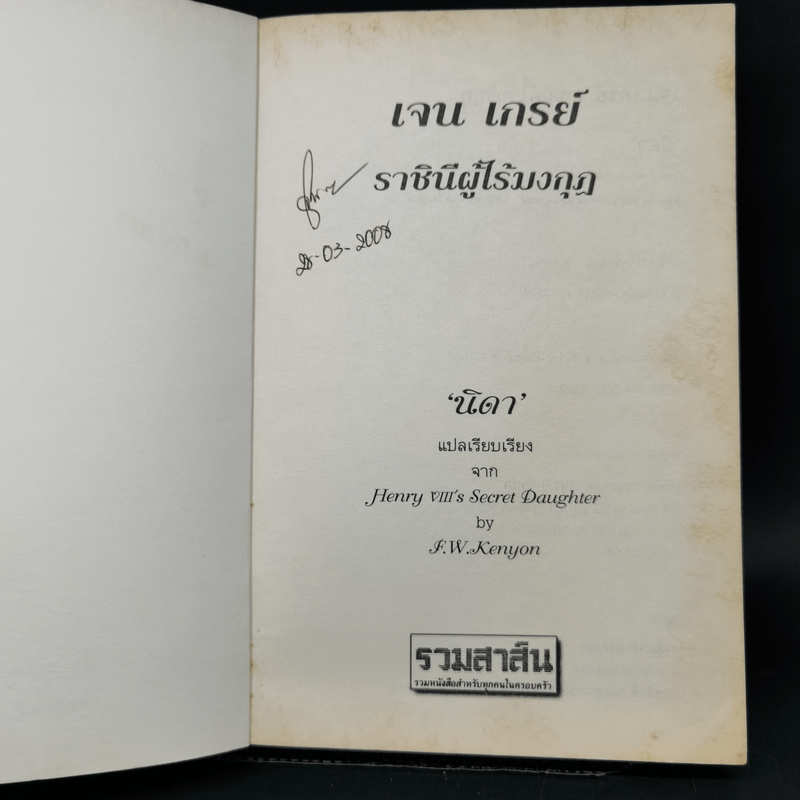 เจน เกรย์
ราชินีผู้ไร้มงกุฎ
28-03-2008
‘นิดา’
แปลเรียบเรียง
จาก
Henry VIII's Secret Daughter
by
F.W.Kenyon
รวมสาส์น
รวมหนังสือสำหรับทุกคนในครอบครัว